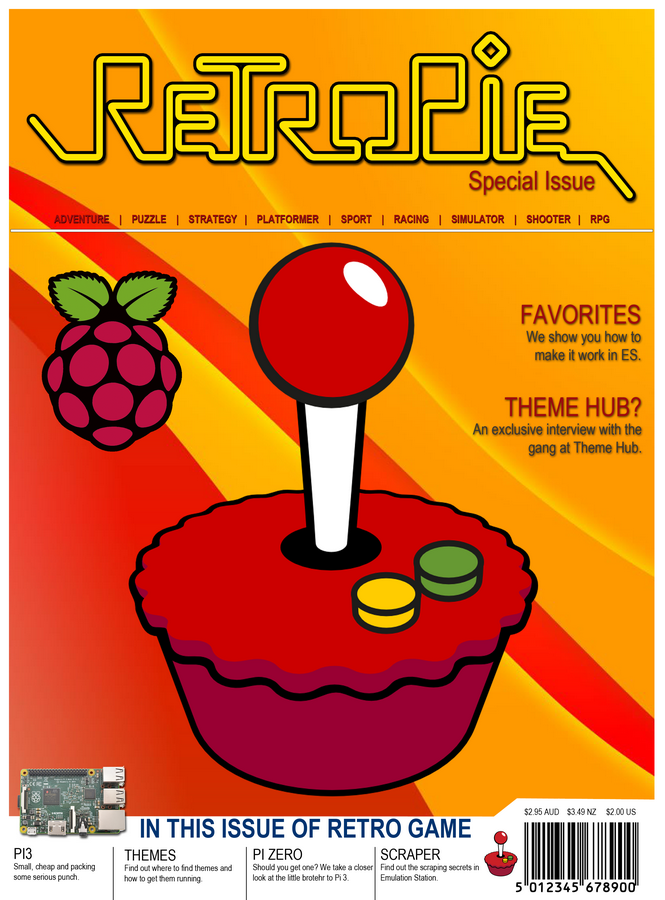 RETROPIE
Special Issue
ADVENTURE | PUZZLE | STRATEGY | PLATFORMER | SPORT | RACING | SIMULATOR | SHOOTER | RPG
FAVORITES
We show you how to
make it work in ES.
THEME HUB?
An exclusive interview with the
gang at Theme Hub.
$2.95 AUD $3.49 NZ $2.00 US
IN THIS ISSUE OF RETRO GAME
PI3
Small, cheap and packing
some serious punch.
THEMES
Find out where to find themes and
how to get them running.
PI ZERO
Should you get one? We take a closer
look at the little brotehr to Pi 3.
SCRAPER
Find out the scraping secrets in
Emulation Station.
5 012345 678900